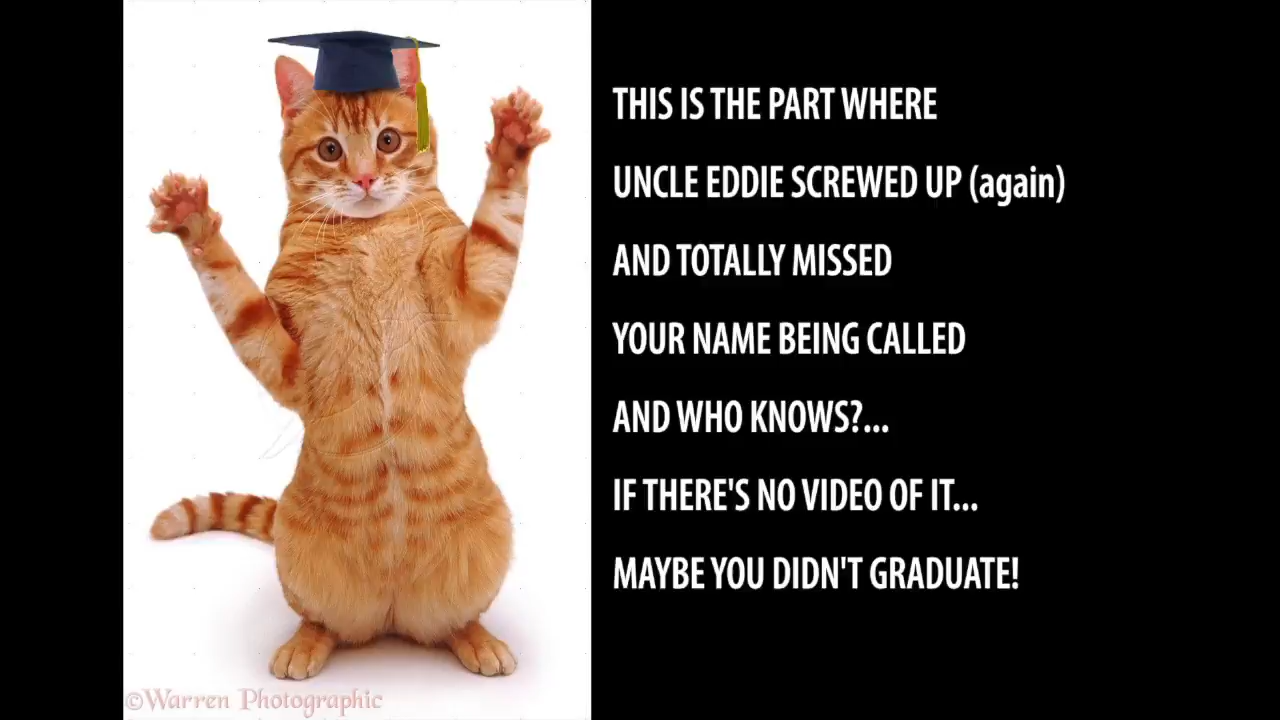 THIS IS THE PART WHERE
UNCLE EDDIE SCREWED UP (again)
AND TOTALLY MISSED
YOUR NAME BEING CALLED
AND WHO KNOWS?...
IF THERE'S NO VIDEO OF IT...
MAYBE YOU DIDN'T GRADUATE!
©Warren Photographic